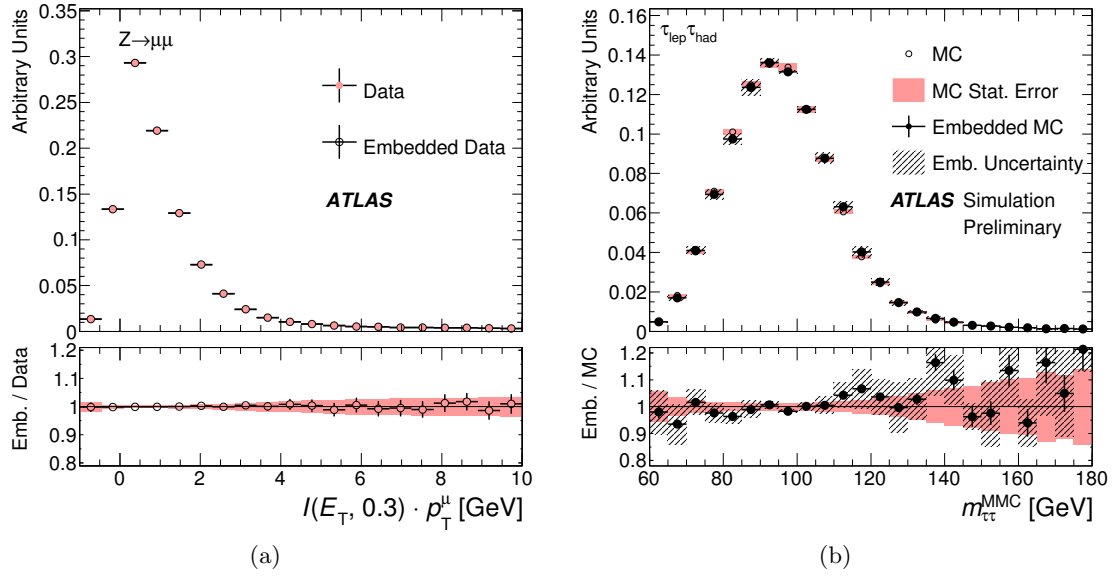 Z→μμ
Arbitrary Units
0.35
0.3
0.25
0.2
0.15
0.1
0.05
0
Data
Embedded Data
ATLAS
Emb. / Data
1.2
1.1
1.0
0.9
0.8
0 2 4 6 8 10
I(E_T, 0.3) · p_T^μ [GeV]
(a)
τ_lep τ_had
Arbitrary Units
0.16
0.14
0.12
0.1
0.08
0.06
0.04
0.02
0
MC
MC Stat. Error
Embedded MC
Emb. Uncertainty
ATLAS Simulation
Preliminary
Emb. / MC
1.2
1.1
1
0.9
0.8
60 80 100 120 140 160 180
m_ττ^MMC [GeV]
(b)